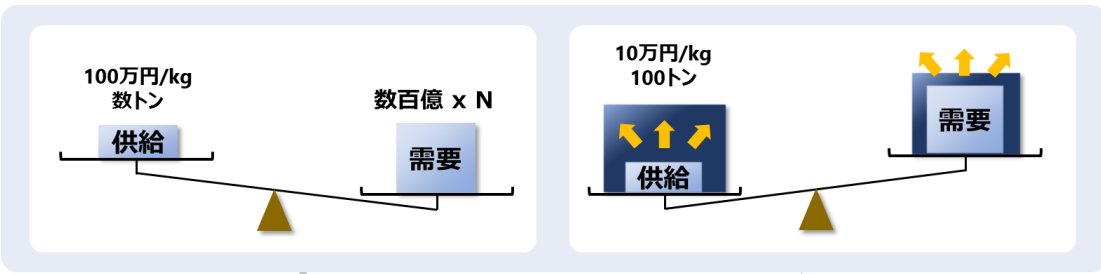 100万円/kg
数トン
供給
数百億 x N
需要
10万円/kg
100トン
供給
需要